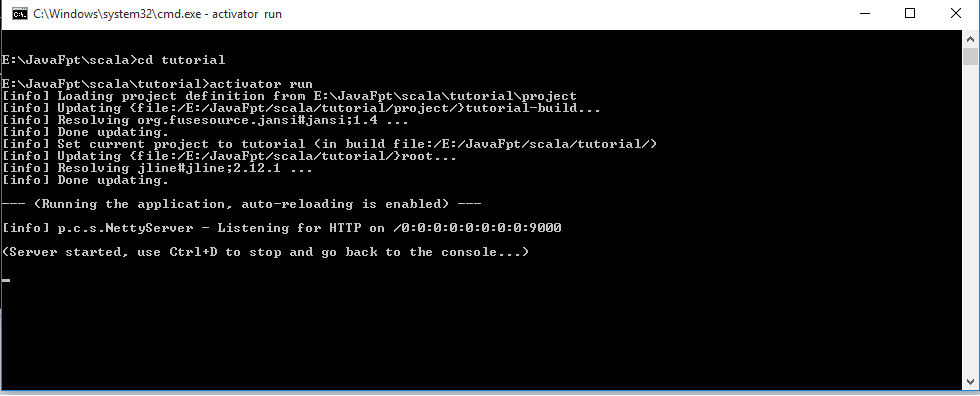 C:\Windows\system32\cmd.exe - activator  run
E:\JavaFpt\scala>cd tutorial
E:\JavaFpt\scala\tutorial>activator run
[info] Loading project definition from E:\JavaFpt\scala\tutorial\project
[info] Updating {file:/E:/JavaFpt/scala/tutorial/project/}tutorial-build...
[info] Resolving org.fusesource.jansi#jansi;1.4 ...
[info] Done updating.
[info] Set current project to tutorial (in build file:/E:/JavaFpt/scala/tutorial/)
[info] Updating {file:/E:/JavaFpt/scala/tutorial/}root...
[info] Resolving jline#jline;2.12.1 ...
[info] Done updating.
--- (Running the application, auto-reloading is enabled) ---
[info] p.c.s.NettyServer - Listening for HTTP on /0:0:0:0:0:0:0:0:9000
(Server started, use Ctrl+D to stop and go back to the console...)